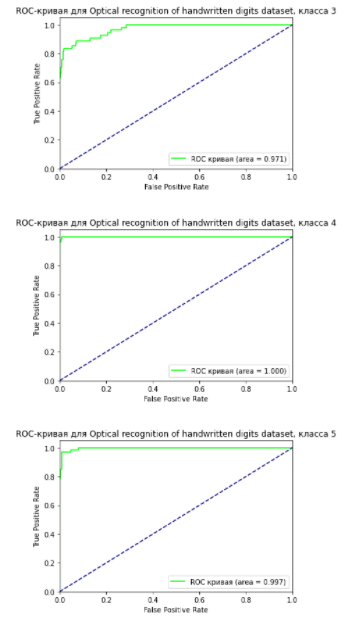 ROC-кривая для Optical recognition of handwritten digits dataset, класса 3
1.0
0.8
0.6
0.4
0.2
0.0
True Positive Rate
ROC кривая (area = 0.971)
0.0 0.2 0.4 0.6 0.8 1.0
False Positive Rate
ROC-кривая для Optical recognition of handwritten digits dataset, класса 4
1.0
0.8
0.6
0.4
0.2
0.0
True Positive Rate
ROC кривая (area = 1.000)
0.0 0.2 0.4 0.6 0.8 1.0
False Positive Rate
ROC-кривая для Optical recognition of handwritten digits dataset, класса 5
1.0
0.8
0.6
0.4
0.2
0.0
True Positive Rate
ROC кривая (area = 0.997)
0.0 0.2 0.4 0.6 0.8 1.0
False Positive Rate